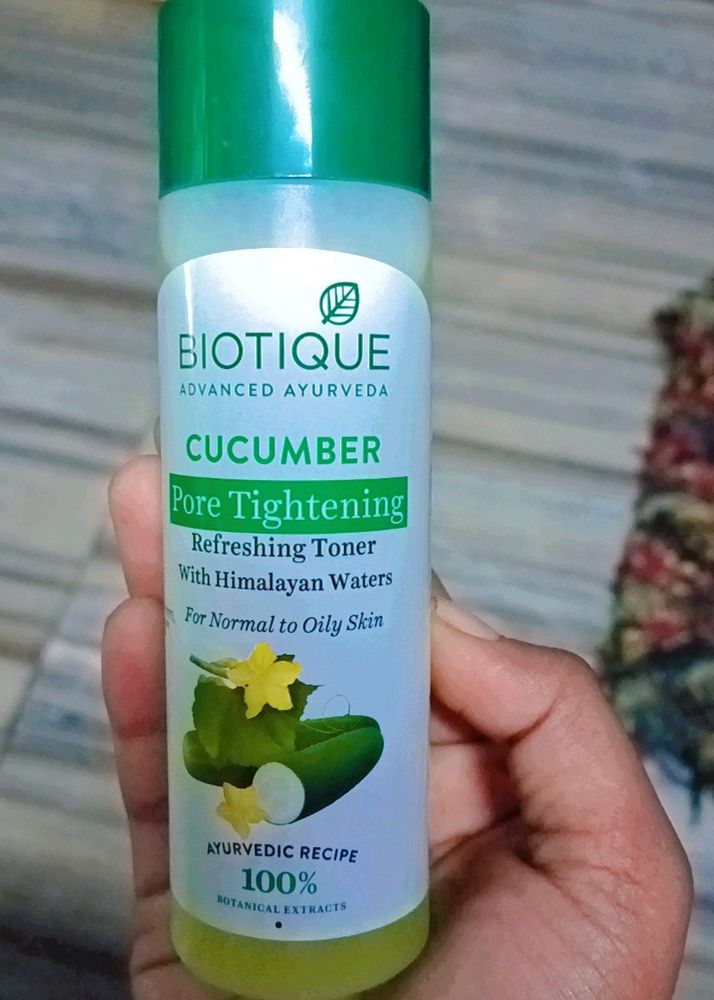 BIOTIQUE
ADVANCED AYURVEDA
CUCUMBER
Pore Tightening
Refreshing Toner
With Himalayan Waters
For Normal to Oily Skin
AYURVEDIC RECIPE
100%
BOTANICAL EXTRACTS